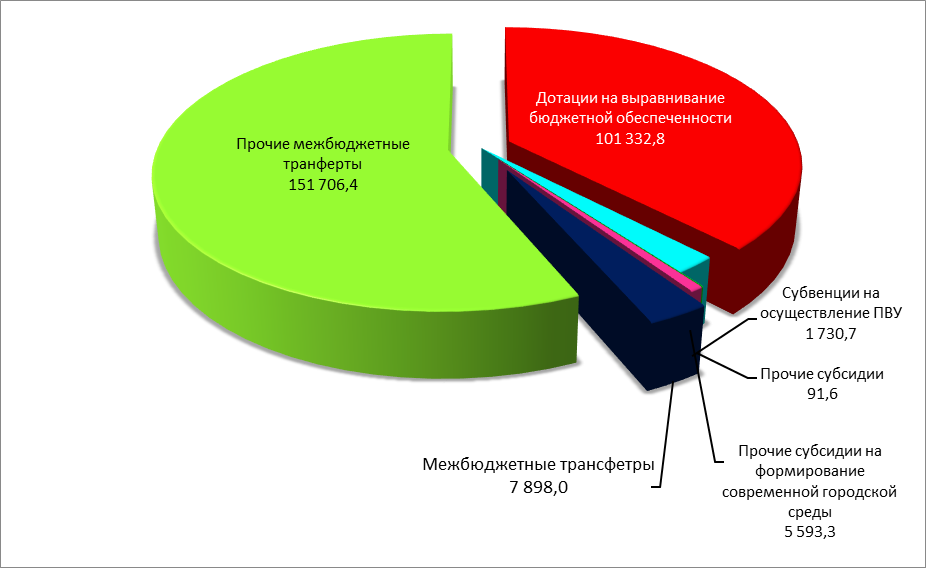 Дотации на выравнивание
бюджетной обеспеченности
101 332,8
Прочие межбюджетные
транферты
151 706,4
Субвенции на
осуществление ПВУ
1 730,7
Прочие субсидии
91,6
Прочие субсидии на
формирование
современной городской
среды
5 593,3
Межбюджетные трансфетры
7 898,0